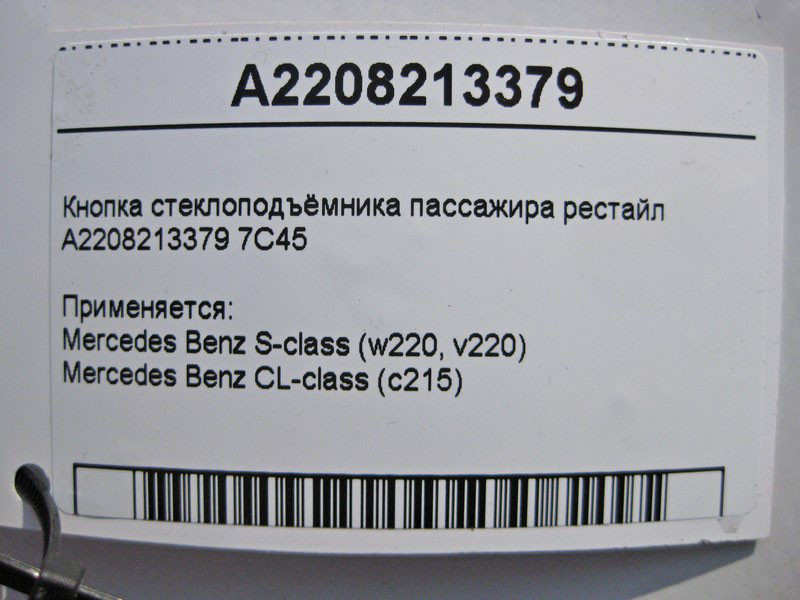 A2208213379
Кнопка стеклоподъёмника пассажира рестайл
A2208213379 7C45
Применяется:
Mercedes Benz S-class (w220, v220)
Mercedes Benz CL-class (c215)